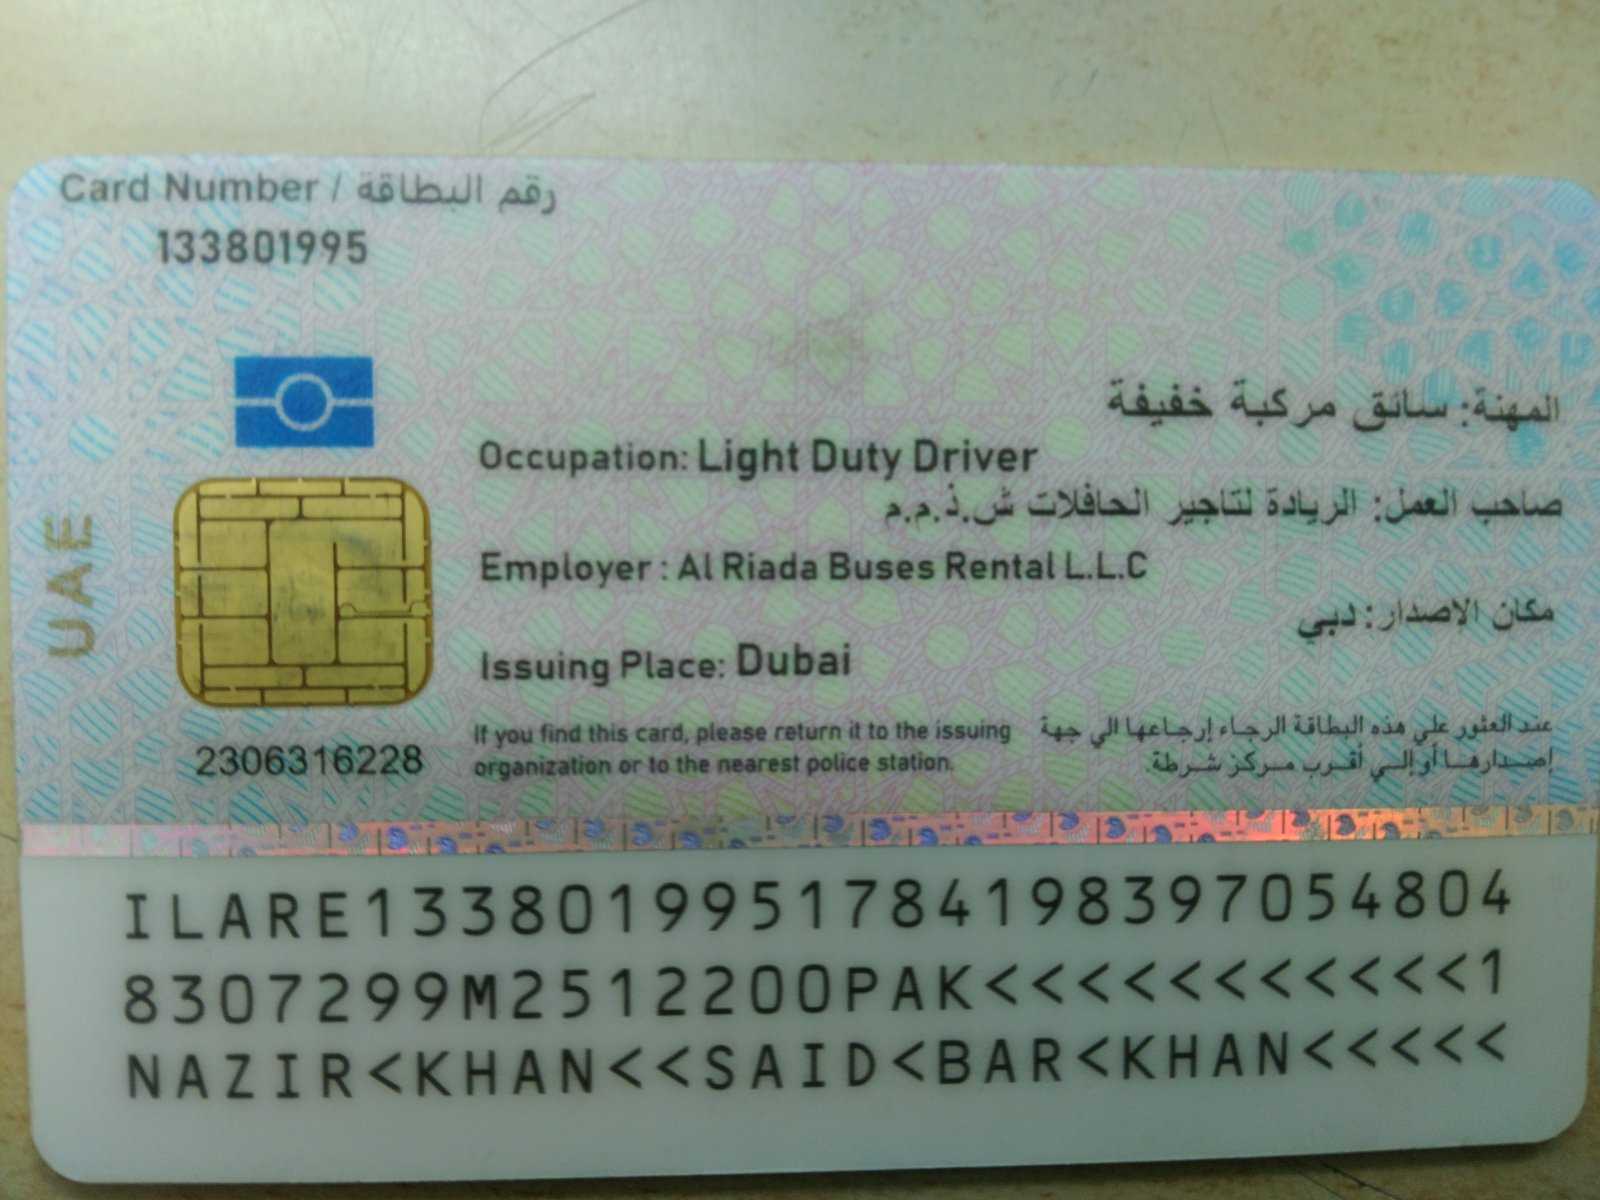 Card Number / رقم البطاقة
133801995
المهنة: سائق مركبة خفيفة
Occupation: Light Duty Driver
صاحب العمل: الريادة لتاجير الحافلات ش.ذ.م.م
Employer : Al Riada Buses Rental L.L.C
مكان الإصدار: دبي
Issuing Place: Dubai
UAE
2306316228
If you find this card, please return it to the issuing
organization or to the nearest police station.
عند العثور علي هذه البطاقة الرجاء إرجاعها الي جهة
إصدارها أو إلي أقرب مركز شرطة.
ILARE1338019951784198397054804
8307299M2512200PAK<<<<<<<<<<<1
NAZIR<KHAN<<SAID<BAR<KHAN<<<<<